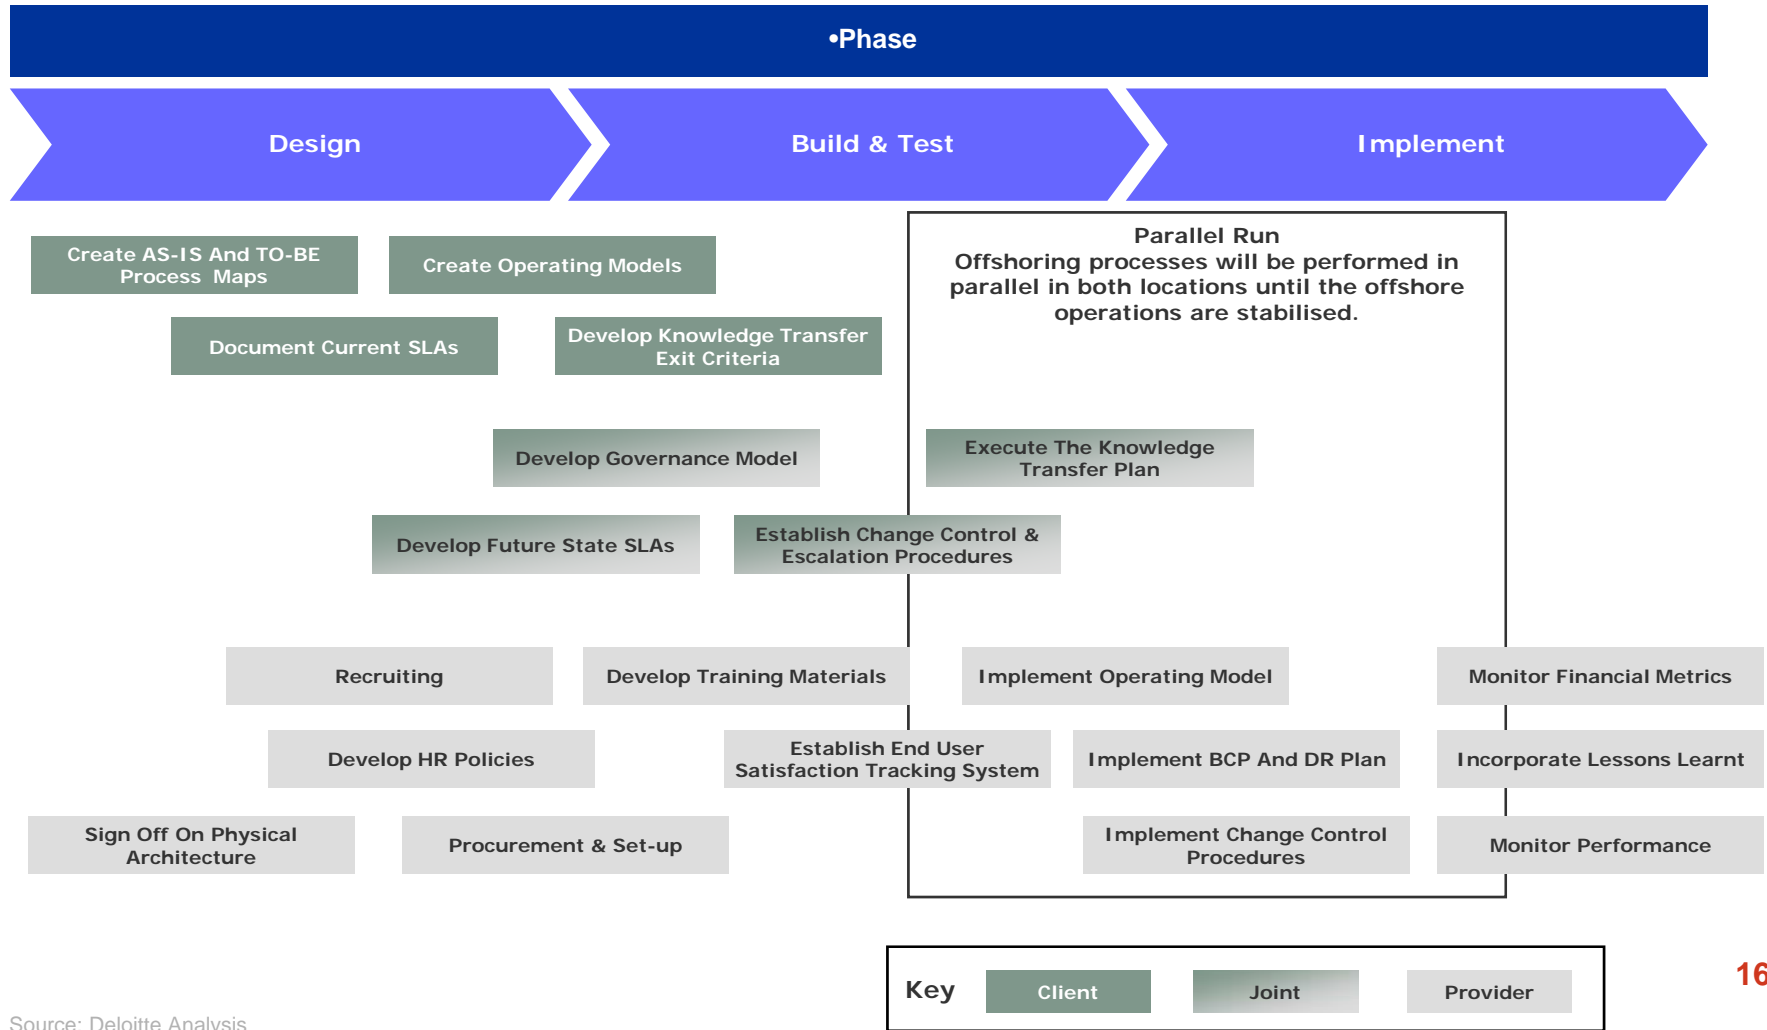 •Phase
Design
Build & Test
Implement
Create AS-IS And TO-BE
Process Maps
Create Operating Models
Document Current SLAs
Develop Knowledge Transfer
Exit Criteria
Parallel Run
Offshoring processes will be performed in
parallel in both locations until the offshore
operations are stabilised.
Develop Governance Model
Execute The Knowledge
Transfer Plan
Develop Future State SLAs
Establish Change Control &
Escalation Procedures
Recruiting
Develop Training Materials
Implement Operating Model
Monitor Financial Metrics
Develop HR Policies
Establish End User
Satisfaction Tracking System
Implement BCP And DR Plan
Incorporate Lessons Learnt
Sign Off On Physical
Architecture
Procurement & Set-up
Implement Change Control
Procedures
Monitor Performance
Key
Client
Joint
Provider
16
Source: Deloitte Analysis